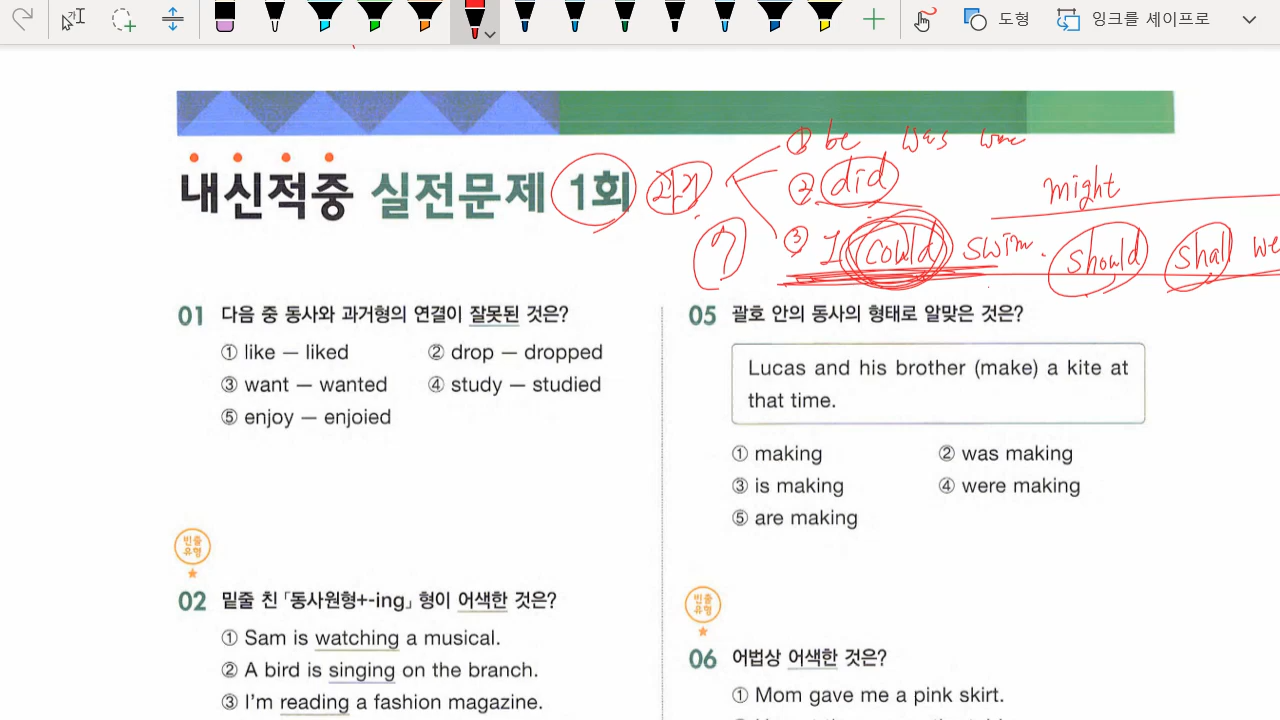 도형 잉크를 셰이프로
① be was were
내신적중 실전문제 1회 과거 ② did
might
? ③ I could swim. should shall
01 다음 중 동사와 과거형의 연결이 잘못된 것은?
① like – liked ② drop – dropped
③ want – wanted ④ study – studied
⑤ enjoy – enjoied
빈출
유형
02 밑줄 친 「동사원형+-ing」 형이 어색한 것은?
① Sam is watching a musical.
② A bird is singing on the branch.
③ I'm reading a fashion magazine.
05 괄호 안의 동사의 형태로 알맞은 것은?
Lucas and his brother (make) a kite at
that time.
① making ② was making
③ is making ④ were making
⑤ are making
빈출
유형
06 어법상 어색한 것은?
① Mom gave me a pink skirt.